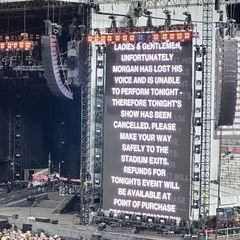 LADIES & GENTLEMEN,
UNFORTUNATELY
MORGAN HAS LOST HIS
VOICE AND IS UNABLE
TO PERFORM TONIGHT -
THEREFORE TONIGHT'S
SHOW HAS BEEN
CANCELLED. PLEASE
MAKE YOUR WAY
SAFELY TO THE
STADIUM EXITS.
REFUNDS FOR
TONIGHTS EVENT WILL
BE AVAILABLE AT
POINT OF PURCHASE